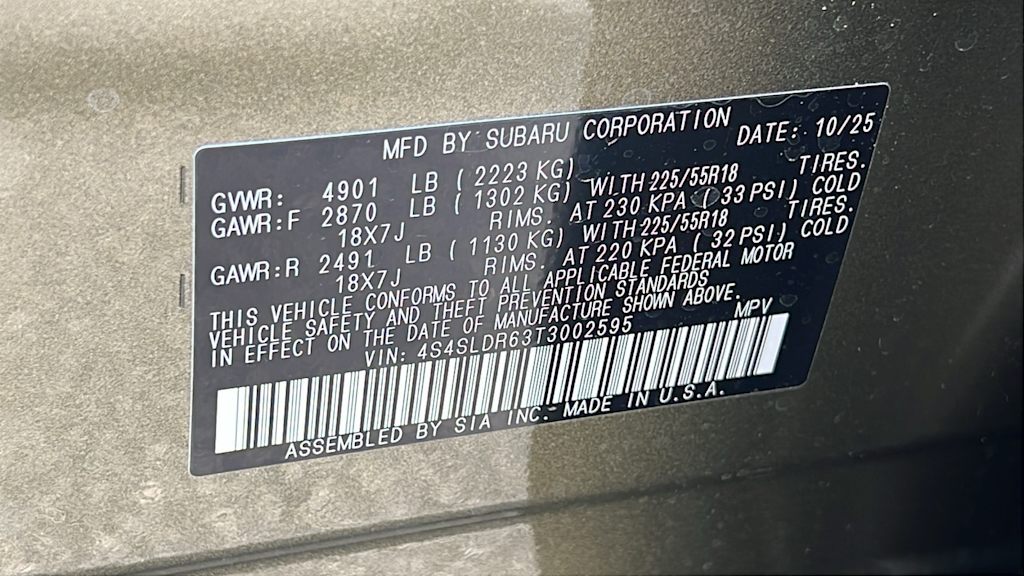 MFD BY SUBARU CORPORATION DATE: 10/25
GVWR: 4901 LB ( 2223 KG)
GAWR:F 2870 LB ( 1302 KG) WITH 225/55R18 TIRES.
18X7J RIMS. AT 230 KPA ( 33 PSI) COLD
GAWR:R 2491 LB ( 1130 KG) WITH 225/55R18 TIRES.
18X7J RIMS. AT 220 KPA ( 32 PSI) COLD
THIS VEHICLE CONFORMS TO ALL APPLICABLE FEDERAL MOTOR
VEHICLE SAFETY AND THEFT PREVENTION STANDARDS
IN EFFECT ON THE DATE OF MANUFACTURE SHOWN ABOVE.
VIN: 4S4SLDR63T3002595 MPV
ASSEMBLED BY SIA INC. MADE IN U.S.A.